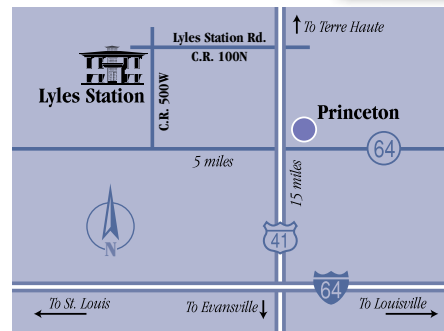 To Terre Haute
Lyles Station Rd.
C.R. 100N
Lyles Station
C.R. 500W
Princeton
64
5 miles
15 miles
N
41
64
To St. Louis
To Evansville
To Louisville